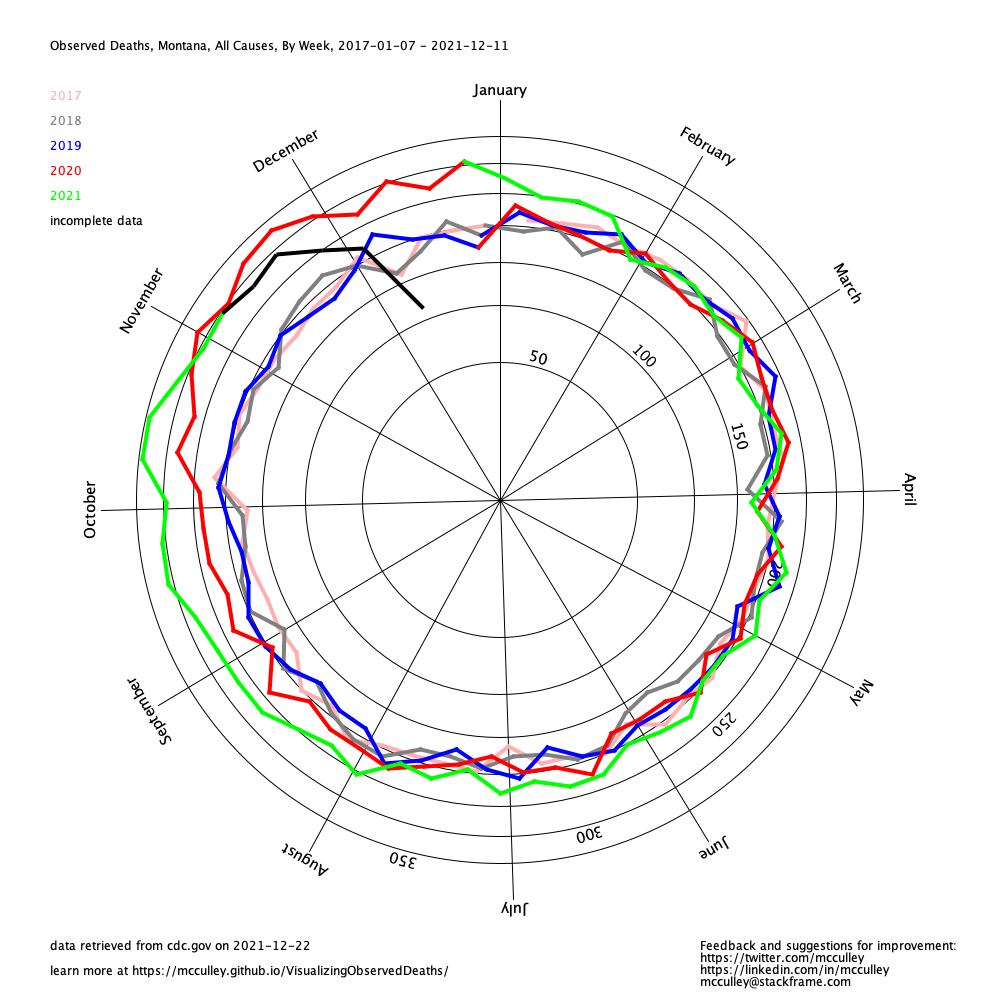 Observed Deaths, Montana, All Causes, By Week, 2017-01-07 - 2021-12-11
2017
2018
2019
2020
2021
incomplete data
January
February
March
April
May
June
July
August
September
October
November
December
50
100
150
200
250
300
350
data retrieved from cdc.gov on 2021-12-22
learn more at https://mcculley.github.io/VisualizingObservedDeaths/
Feedback and suggestions for improvement:
https://twitter.com/mcculley
https://linkedin.com/in/mcculley
mcculley@stackframe.com